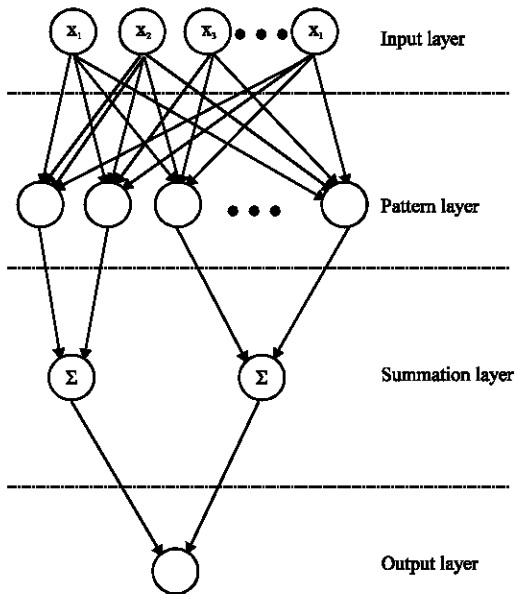 x₁ x₂ x₃ ● ● ● x₁ Input layer
● ● ● Pattern layer
Σ Σ Summation layer
Output layer